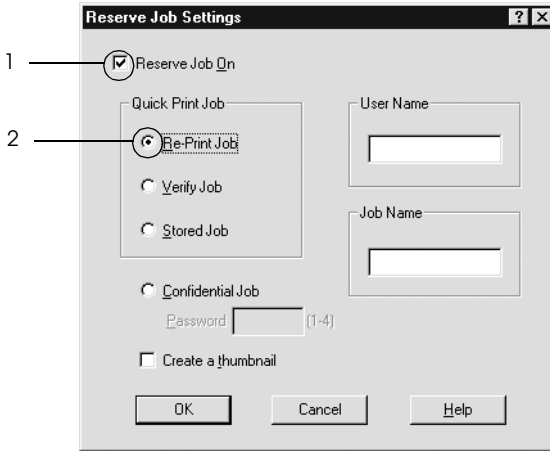 Reserve Job Settings
? X
1
Reserve Job On
Quick Print Job
2
Re-Print Job
Verify Job
Stored Job
User Name
Job Name
Confidential Job
Password (1-4)
Create a thumbnail
OK Cancel Help